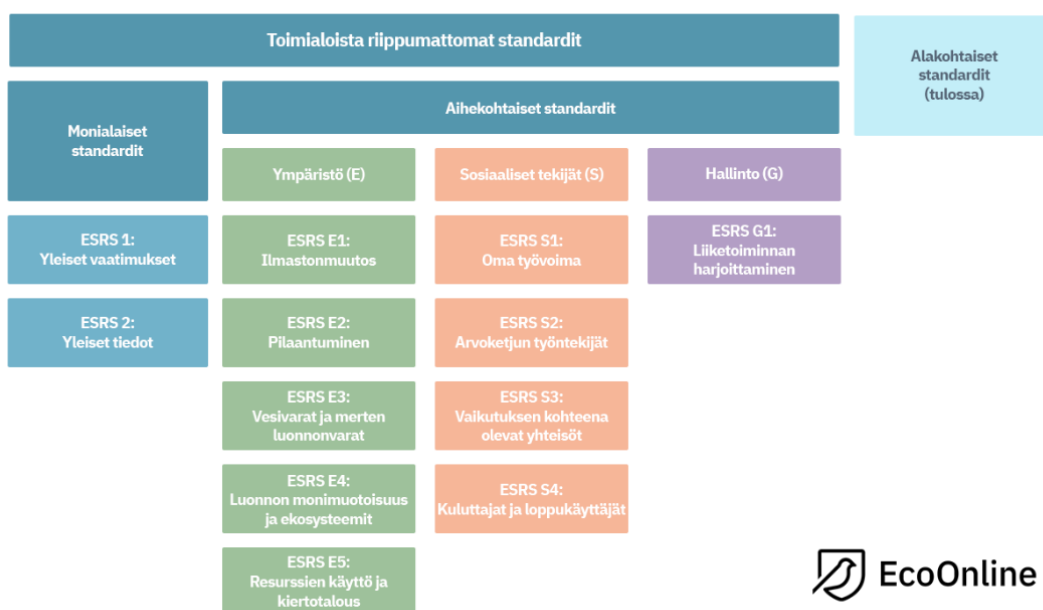 Toimialoista riippumattomat standardit
Alakohtaiset
standardit
(tulossa)
Monialaiset
standardit
Aihekohtaiset standardit
Ympäristö (E)
Sosiaaliset tekijät (S)
Hallinto (G)
ESRS 1:
Yleiset vaatimukset
ESRS E1:
Ilmastonmuutos
ESRS S1:
Oma työvoima
ESRS G1:
Liiketoiminnan
harjoittaminen
ESRS 2:
Yleiset tiedot
ESRS E2:
Pilaantuminen
ESRS S2:
Arvoketjun työntekijät
ESRS E3:
Vesivarat ja merten
luonnonvarat
ESRS S3:
Vaikutuksen kohteena
olevat yhteisöt
ESRS E4:
Luonnon monimuotoisuus
ja ekosysteemit
ESRS S4:
Kuluttajat ja loppukäyttäjät
ESRS E5:
Resurssien käyttö ja
kiertotalous
EcoOnline